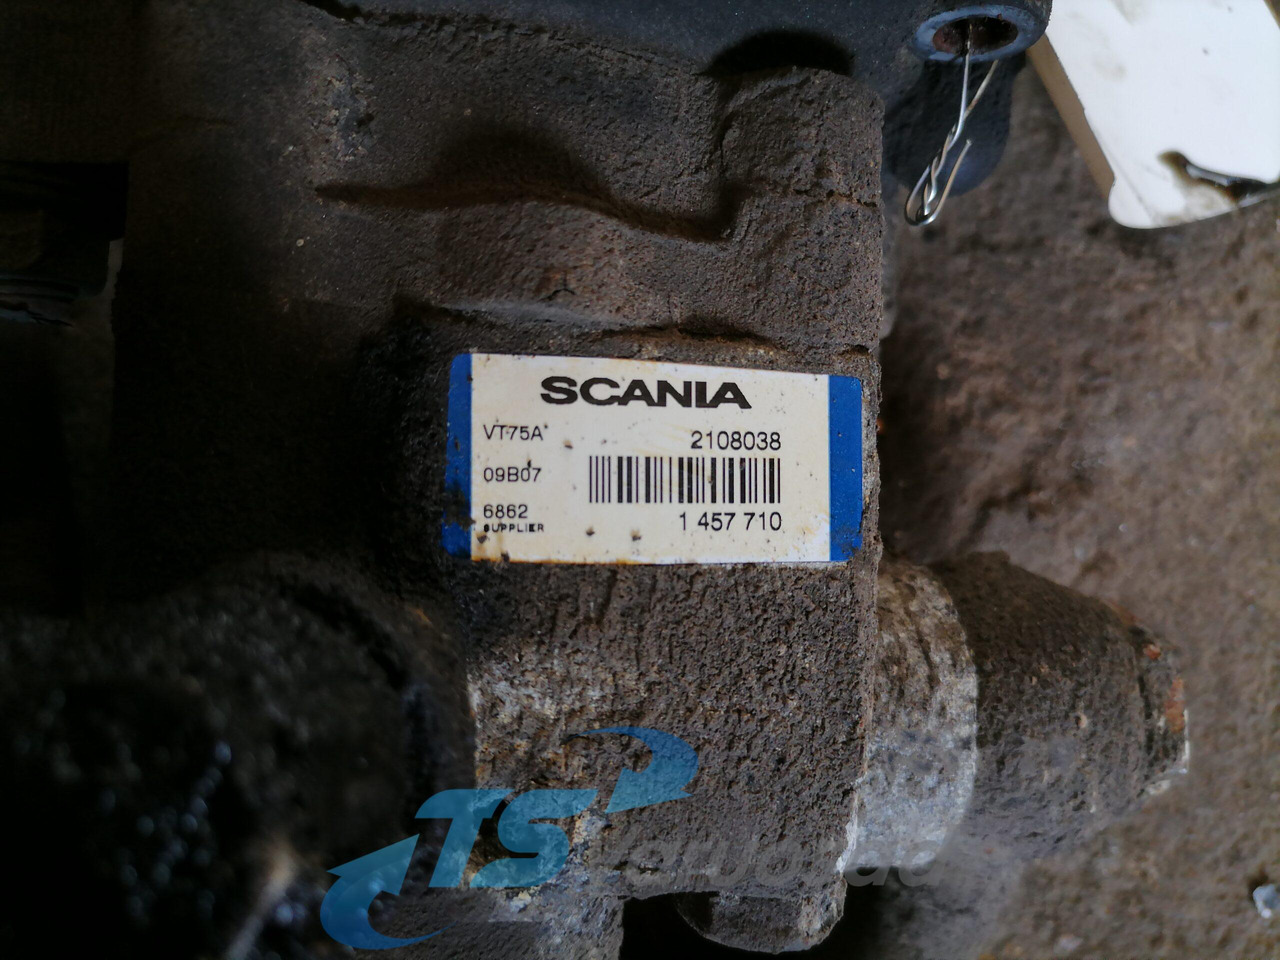 SCANIA
VT75A 2108038
09B07
6862 1 457 710
SUPPLIER
TS